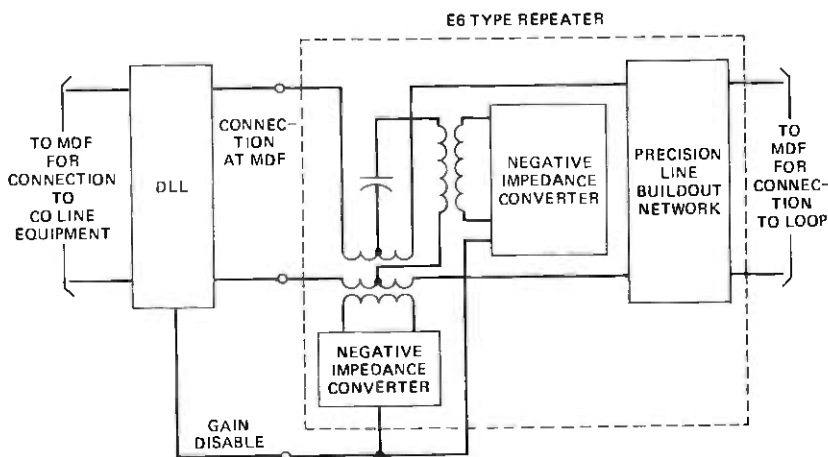 E6 TYPE REPEATER
TO MDF
FOR
CONNECTION
TO
CO LINE
EQUIPMENT
DLL
CONNEC-
TION
AT MDF
NEGATIVE
IMPEDANCE
CONVERTER
PRECISION
LINE
BUILDOUT
NETWORK
TO
MDF
FOR
CONNEC-
TION
TO LOOP
NEGATIVE
IMPEDANCE
CONVERTER
GAIN
DISABLE